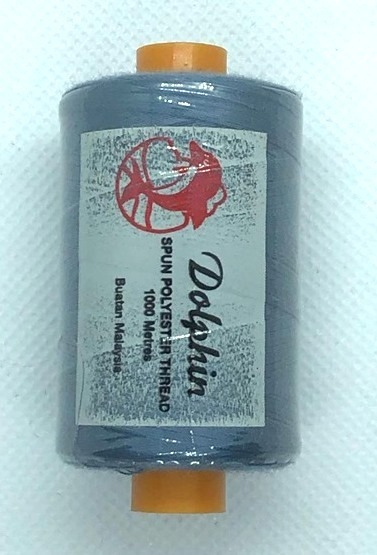 Dolphin
SPUN POLYESTER THREAD
1000 Metres
Buatan Malaysia